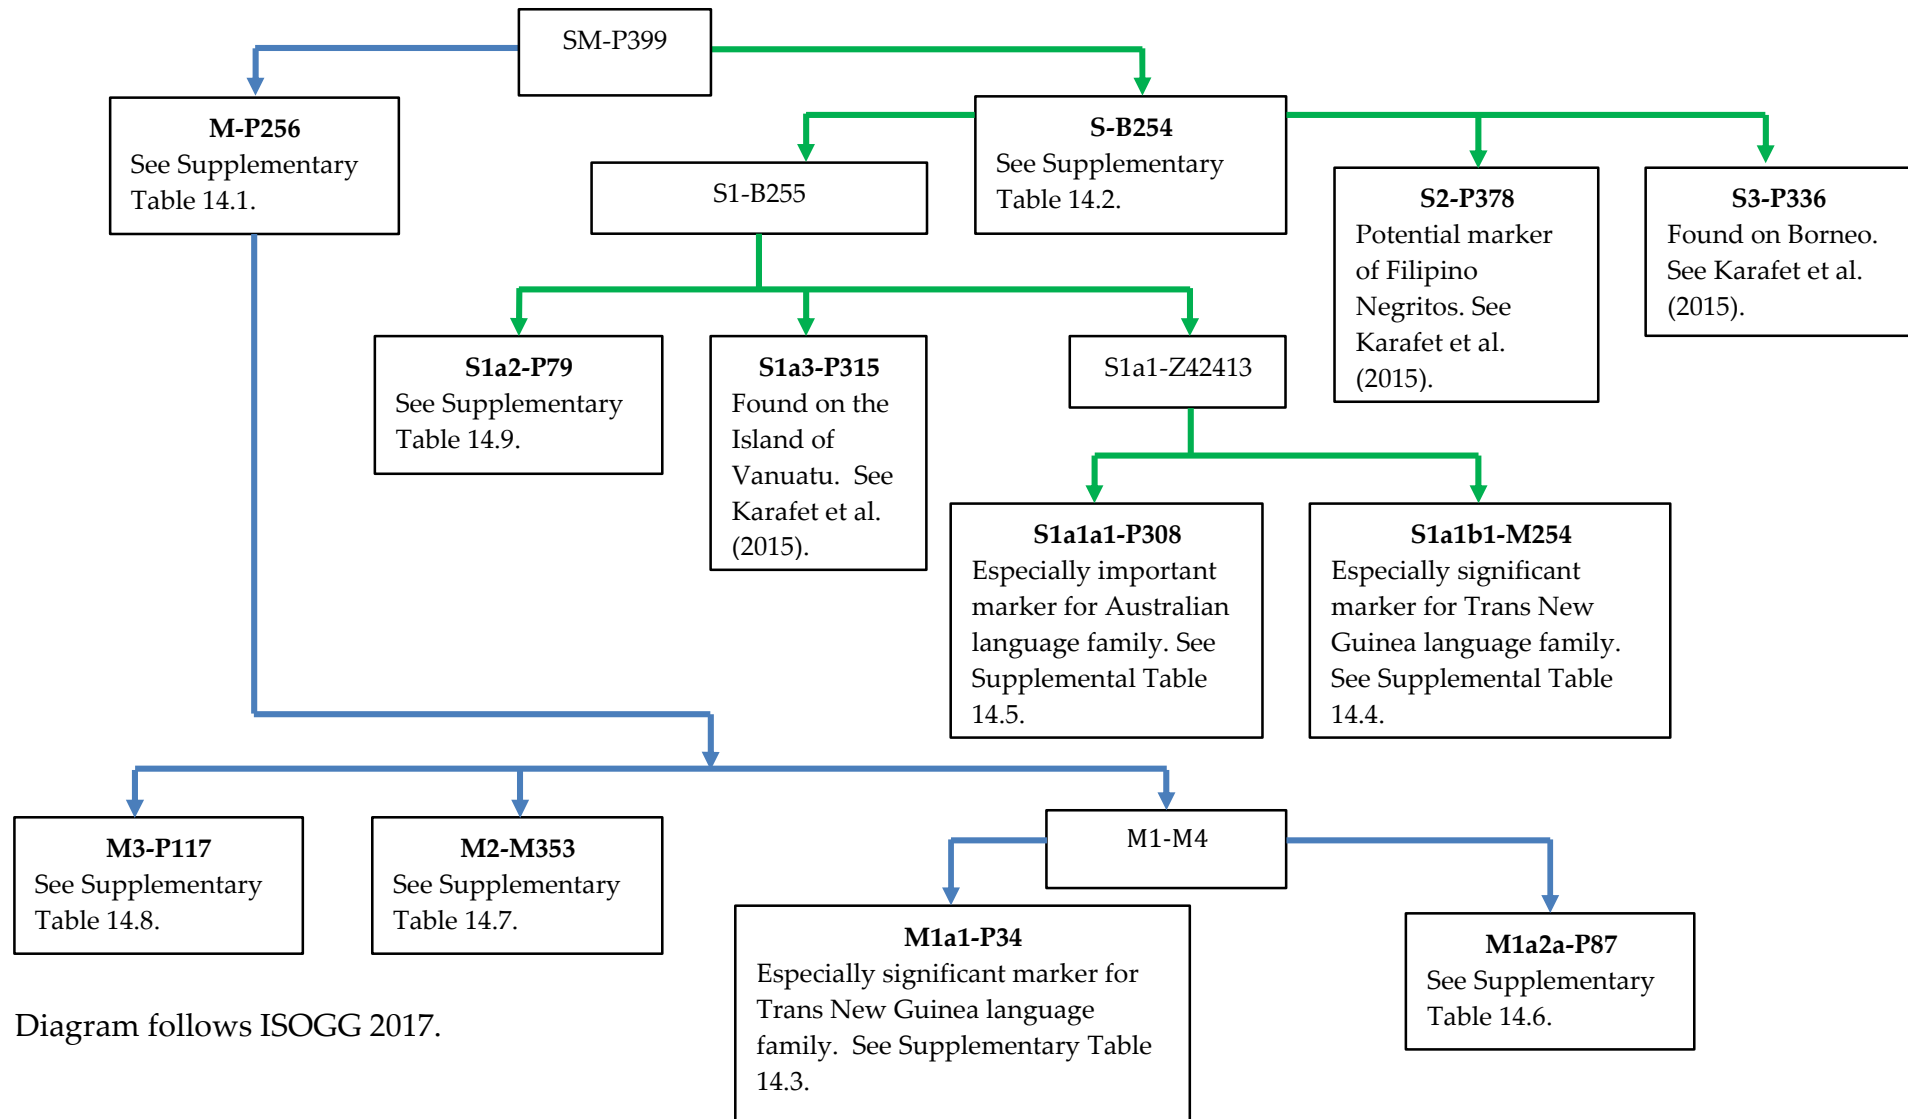 SM-P399
M-P256
See Supplementary
Table 14.1.
S-B254
See Supplementary
Table 14.2.
S1-B255
S2-P378
Potential marker
of Filipino
Negritos. See
Karafet et al.
(2015).
S3-P336
Found on Borneo.
See Karafet et al.
(2015).
S1a2-P79
See Supplementary
Table 14.9.
S1a3-P315
Found on the
Island of
Vanuatu.  See
Karafet et al.
(2015).
S1a1-Z42413
S1a1a1-P308
Especially important
marker for Australian
language family. See
Supplemental Table
14.5.
S1a1b1-M254
Especially significant
marker for Trans New
Guinea language family.
See Supplemental Table
14.4.
M3-P117
See Supplementary
Table 14.8.
M2-M353
See Supplementary
Table 14.7.
M1-M4
M1a1-P34
Especially significant marker for
Trans New Guinea language
family.  See Supplementary Table
14.3.
M1a2a-P87
See Supplementary
Table 14.6.
Diagram follows ISOGG 2017.